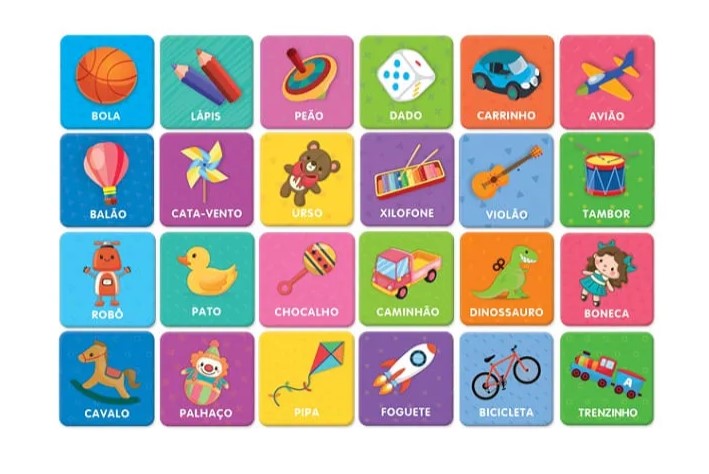 BOLA
LÁPIS
PEÃO
DADO
CARRINHO
AVIÃO
BALÃO
CATA-VENTO
URSO
XILOFONE
VIOLÃO
TAMBOR
ROBÔ
PATO
CHOCALHO
CAMINHÃO
DINOSSAURO
BONECA
CAVALO
PALHAÇO
PIPA
FOGUETE
BICICLETA
A
TRENZINHO